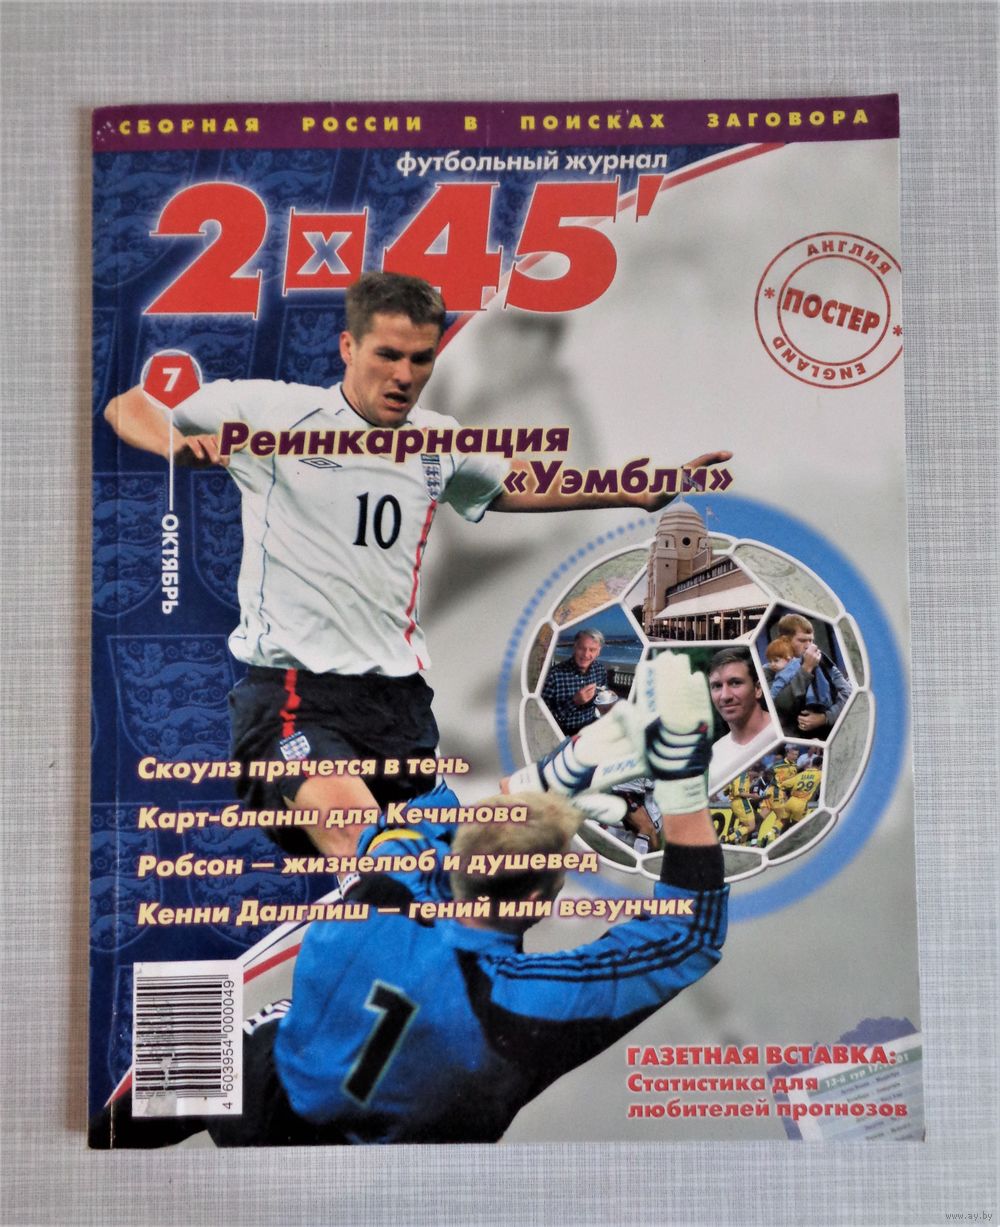 СБОРНАЯ РОССИИ В ПОИСКАХ ЗАГОВОРА
футбольный журнал
2x45'
АНГЛИЯ
* ПОСТЕР *
ENGLAND
7
ОКТЯБРЬ
Реинкарнация
«Уэмбли»
10
29
Скоулз прячется в тень
Карт-бланш для Кечинова
Робсон — жизнелюб и душевед
Кенни Далглиш — гений или везунчик
1
4 603954 000049
ГАЗЕТНАЯ ВСТАВКА:
Статистика для
любителей прогнозов
www.ay.by